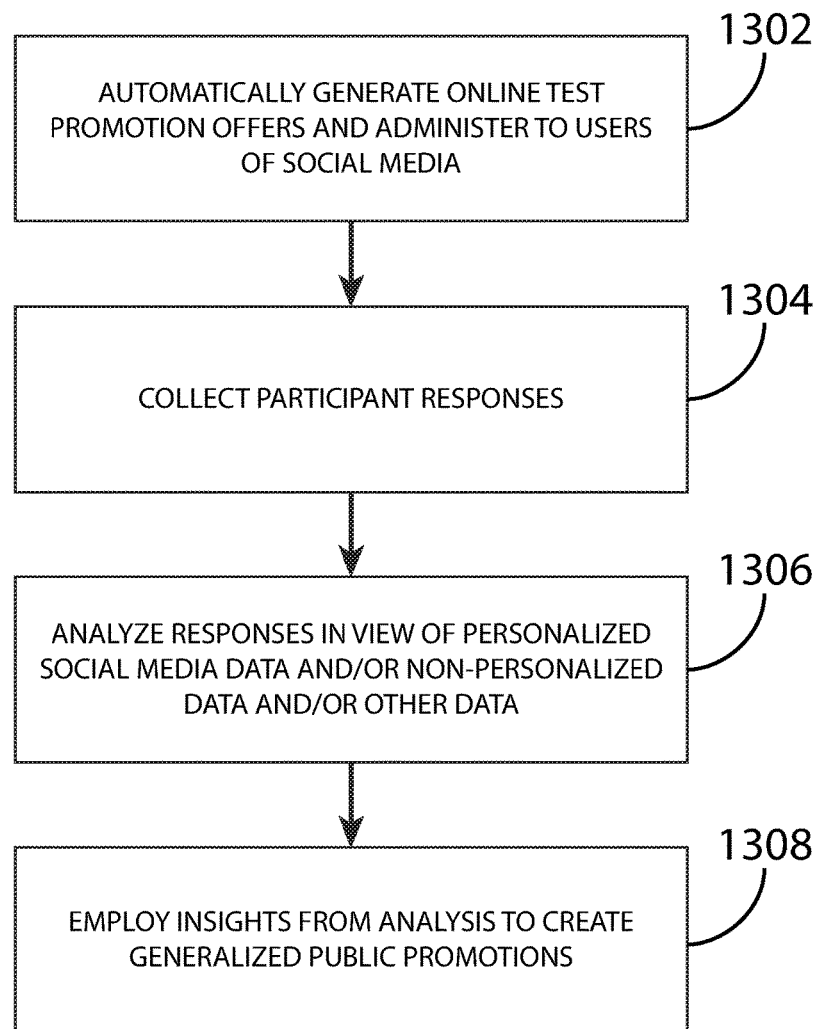 1302
AUTOMATICALLY GENERATE ONLINE TEST
PROMOTION OFFERS AND ADMINISTER TO USERS
OF SOCIAL MEDIA
1304
COLLECT PARTICIPANT RESPONSES
1306
ANALYZE RESPONSES IN VIEW OF PERSONALIZED
SOCIAL MEDIA DATA AND/OR NON-PERSONALIZED
DATA AND/OR OTHER DATA
1308
EMPLOY INSIGHTS FROM ANALYSIS TO CREATE
GENERALIZED PUBLIC PROMOTIONS